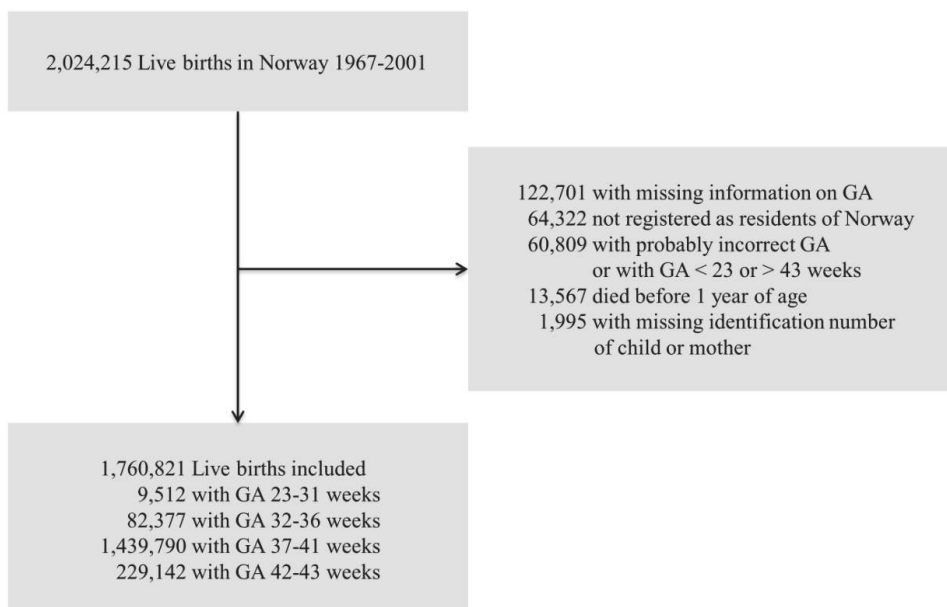 2,024,215 Live births in Norway 1967-2001
122,701 with missing information on GA
64,322 not registered as residents of Norway
60,809 with probably incorrect GA
or with GA < 23 or > 43 weeks
13,567 died before 1 year of age
1,995 with missing identification number
of child or mother
1,760,821 Live births included
9,512 with GA 23-31 weeks
82,377 with GA 32-36 weeks
1,439,790 with GA 37-41 weeks
229,142 with GA 42-43 weeks